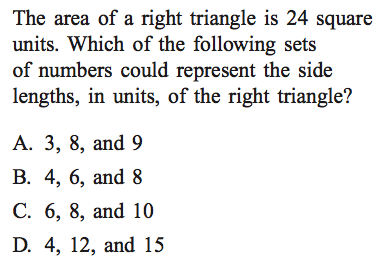 The area of a right triangle is 24 square
units. Which of the following sets
of numbers could represent the side
lengths, in units, of the right triangle?
A. 3, 8, and 9
B. 4, 6, and 8
C. 6, 8, and 10
D. 4, 12, and 15